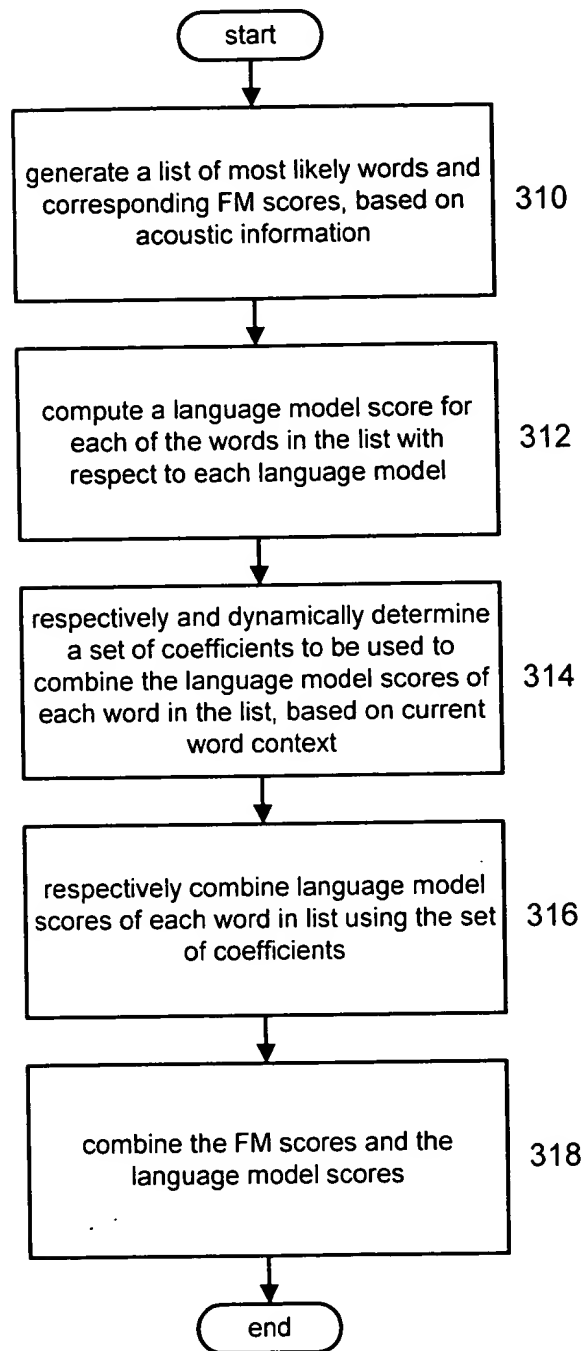 start
generate a list of most likely words and
corresponding FM scores, based on
acoustic information
310
compute a language model score for
each of the words in the list with
respect to each language model
312
respectively and dynamically determine
a set of coefficients to be used to
combine the language model scores of
each word in the list, based on current
word context
314
respectively combine language model
scores of each word in list using the set
of coefficients
316
combine the FM scores and the
language model scores
318
end